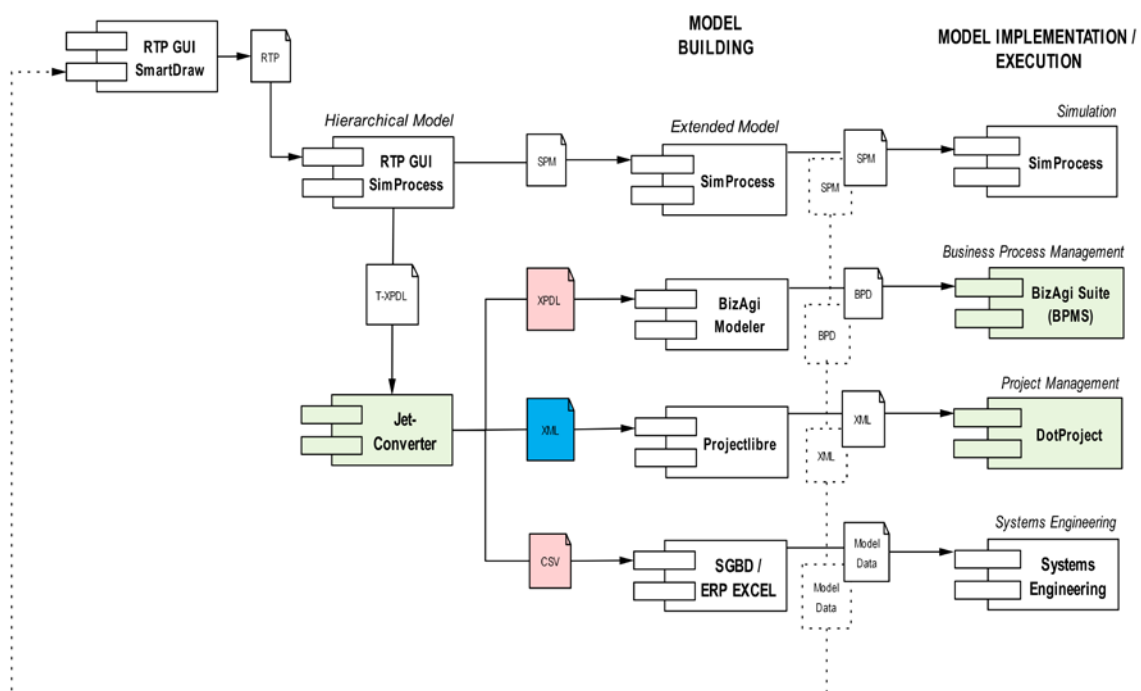 MODEL
BUILDING
MODEL IMPLEMENTATION /
EXECUTION
RTP GUI
SmartDraw
RTP
Hierarchical Model
RTP GUI
SimProcess
SPM
Extended Model
SimProcess
SPM
SPM
Simulation
SimProcess
T-XPDL
XPDL
BizAgi
Modeler
BPD
BPD
Business Process Management
BizAgi Suite
(BPMS)
Jet-
Converter
XML
Projectlibre
XML
XML
Project Management
DotProject
CSV
SGBD /
ERP EXCEL
Model
Data
Model
Data
Systems Engineering
Systems
Engineering